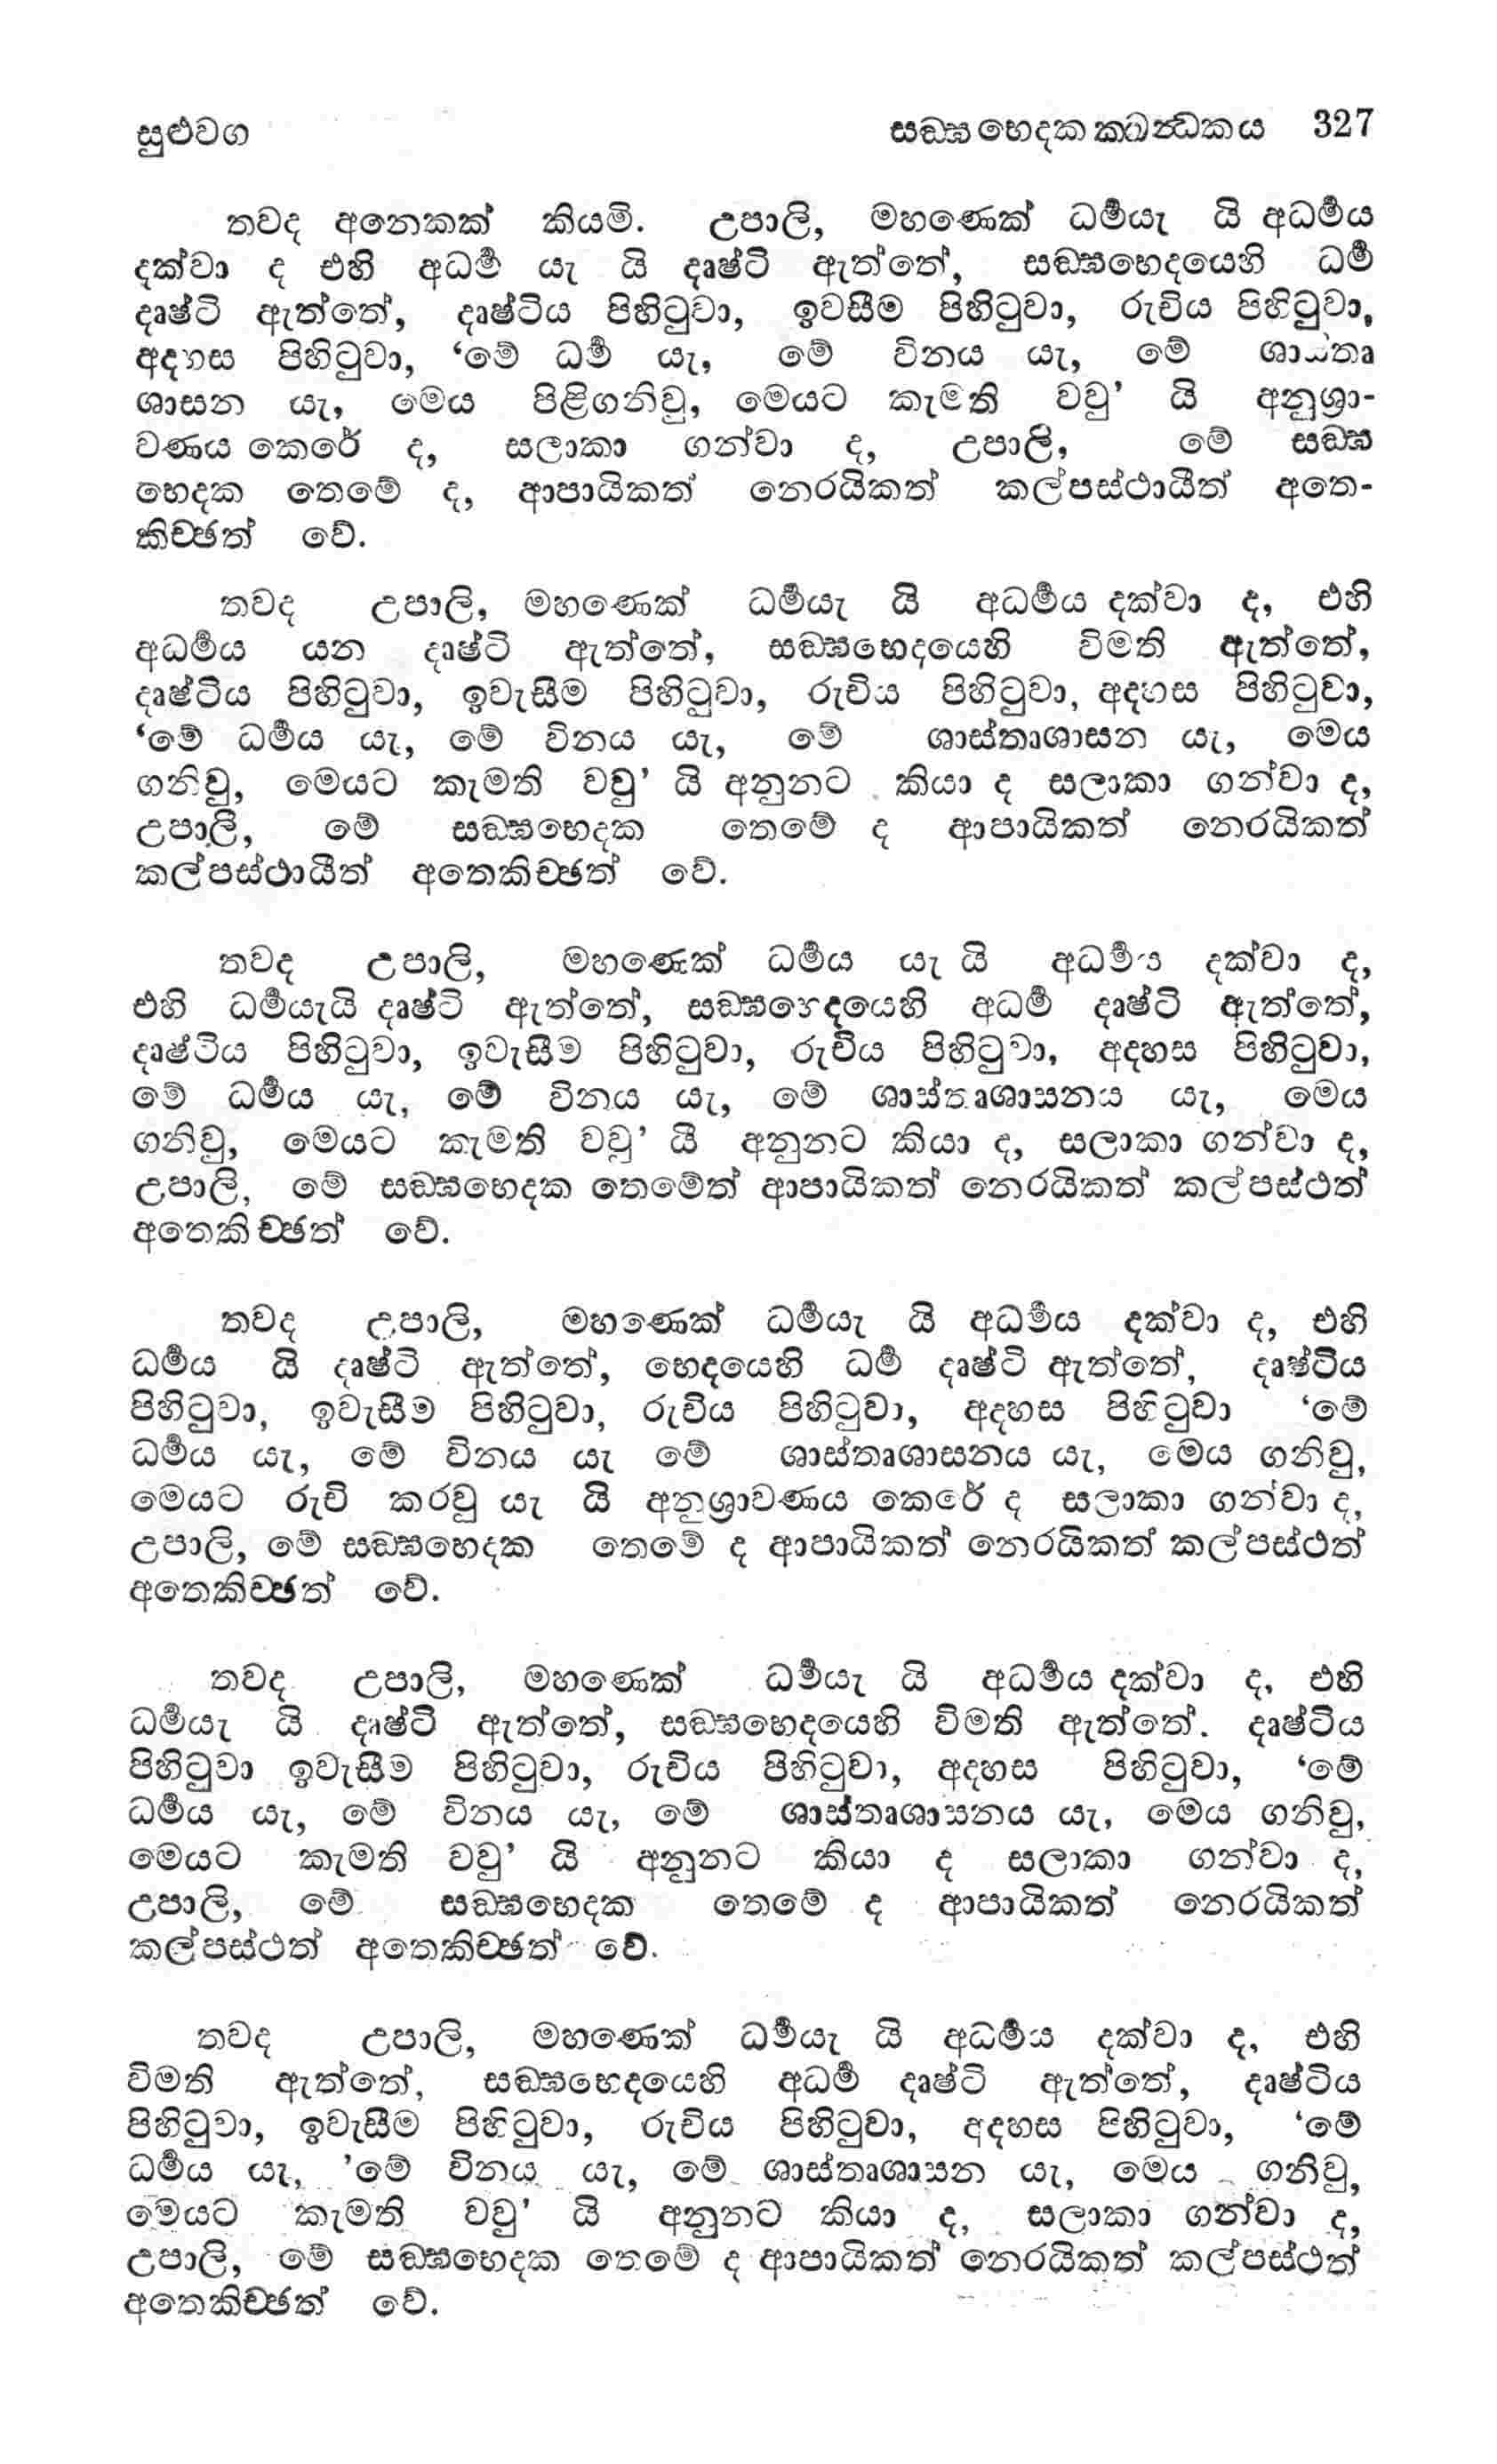 සුළුවග සඞ්ඝභෙදකක්ඛන්ධකය 327
තවද අනෙකක් කියමි. උපාලි, මහණෙක් ධර්‍මයැ යි අධර්‍මය
දක්වා ද එහි අධර්‍ම යැ යි දෘෂ්ටි ඇත්තේ, සඞ්ඝභෙදයෙහි ධර්‍ම
දෘෂ්ටි ඇත්තේ, දෘෂ්ටිය පිහිටුවා, ඉවසීම පිහිටුවා, රුචිය පිහිටුවා,
අදහස පිහිටුවා, ‘මේ ධර්‍ම යැ, මේ විනය යැ, මේ ශාස්තෘ
ශාසන යැ, මෙය පිළිගනිවු, මෙයට කැමති වවු’ යි අනුශ්‍රා-
වණය කෙරේ ද, සලාකා ගන්වා ද, උපාලි, මේ සඞ්ඝ
භෙදක තෙමේ ද, ආපායිකත් නෙරයිකත් කල්පස්ථායීත් අතෙ-
කිච්ඡත් වේ.
තවද උපාලි, මහණෙක් ධර්‍මයැ යි අධර්‍මය දක්වා ද, එහි
අධර්‍මය යන දෘෂ්ටි ඇත්තේ, සඞ්ඝභෙදයෙහි විමති ඇත්තේ,
දෘෂ්ටිය පිහිටුවා, ඉවැසීම පිහිටුවා, රුචිය පිහිටුවා, අදහස පිහිටුවා,
‘මේ ධර්‍මය යැ, මේ විනය යැ, මේ ශාස්තෘශාසන යැ, මෙය
ගනිවු, මෙයට කැමති වවු’ යි අනුනට කියා ද සලාකා ගන්වා ද,
උපාලි, මේ සඞ්ඝභෙදක තෙමේ ද ආපායිකත් නෙරයිකත්
කල්පස්ථායීත් අතෙකිච්ඡත් වේ.
තවද උපාලි, මහණෙක් ධර්‍මය යැ යි අධර්‍මය දක්වා ද,
එහි ධර්‍මයැයි දෘෂ්ටි ඇත්තේ, සඞ්ඝභෙදයෙහි අධර්‍ම දෘෂ්ටි ඇත්තේ,
දෘෂ්ටිය පිහිටුවා, ඉවැසීම පිහිටුවා, රුචිය පිහිටුවා, අදහස පිහිටුවා,
මේ ධර්‍මය යැ, මේ විනය යැ, මේ ශාස්තෘශාසනය යැ, මෙය
ගනිවු, මෙයට කැමති වවු’ යි අනුනට කියා ද, සලාකා ගන්වා ද,
උපාලි, මේ සඞ්ඝභෙදක තෙමේත් ආපායිකත් නෙරයිකත් කල්පස්ථත්
අතෙකිච්ඡත් වේ.
තවද උපාලි, මහණෙක් ධර්‍මයැ යි අධර්‍මය දක්වා ද, එහි
ධර්‍මය යි දෘෂ්ටි ඇත්තේ, භෙදයෙහි ධර්‍ම දෘෂ්ටි ඇත්තේ, දෘෂ්ටිය
පිහිටුවා, ඉවැසීම පිහිටුවා, රුචිය පිහිටුවා, අදහස පිහිටුවා ‘මේ
ධර්‍මය යැ, මේ විනය යැ මේ ශාස්තෘශාසනය යැ, මෙය ගනිවු,
මෙයට රුචි කරවු යැ යි අනුශ්‍රාවණය කෙරේ ද සලාකා ගන්වා ද,
උපාලි, මේ සඞ්ඝභෙදක තෙමේ ද ආපායිකත් නෙරයිකත් කල්පස්ථත්
අතෙකිච්ඡත් වේ.
තවද උපාලි, මහණෙක් ධර්‍මයැ යි අධර්‍මය දක්වා ද, එහි
ධර්‍මයැ යි දෘෂ්ටි ඇත්තේ, සඞ්ඝභෙදයෙහි විමති ඇත්තේ. දෘෂ්ටිය
පිහිටුවා ඉවැසීම පිහිටුවා, රුචිය පිහිටුවා, අදහස පිහිටුවා, ‘මේ
ධර්‍මය යැ, මේ විනය යැ, මේ ශාස්තෘශාසනය යැ, මෙය ගනිවු,
මෙයට කැමති වවු’ යි අනුනට කියා ද සලාකා ගන්වා ද,
උපාලි, මේ සඞ්ඝභෙදක තෙමේ ද ආපායිකත් නෙරයිකත්
කල්පස්ථත් අතෙකිච්ඡත් වේ.
තවද උපාලි, මහණෙක් ධර්‍මයැ යි අධර්‍මය දක්වා ද, එහි
විමති ඇත්තේ, සඞ්ඝභෙදයෙහි අධර්‍ම දෘෂ්ටි ඇත්තේ, දෘෂ්ටිය
පිහිටුවා, ඉවැසීම පිහිටුවා, රුචිය පිහිටුවා, අදහස පිහිටුවා, ‘මේ
ධර්‍මය යැ, ’මේ විනය යැ, මේ ශාස්තෘශාසන යැ, මෙය ගනිවු,
මෙයට කැමති වවු’ යි අනුනට කියා ද, සලාකා ගන්වා ද,
උපාලි, මේ සඞ්ඝභෙදක තෙමේ ද ආපායිකත් නෙරයිකත් කල්පස්ථත්
අතෙකිච්ඡත් වේ.